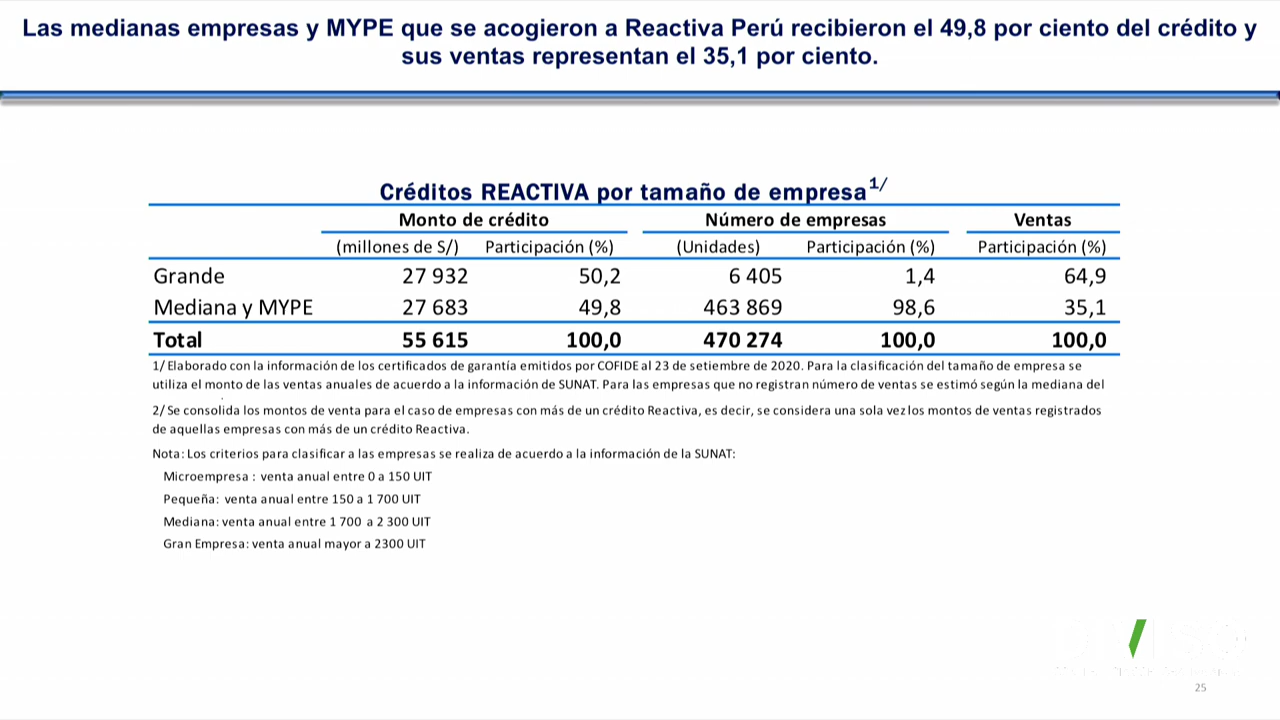 Las medianas empresas y MYPE que se acogieron a Reactiva Perú recibieron el 49,8 por ciento del crédito y
sus ventas representan el 35,1 por ciento.
Créditos REACTIVA por tamaño de empresa 1/
Monto de crédito Número de empresas Ventas
(millones de S/) Participación (%) (Unidades) Participación (%) Participación (%)
Grande 27 932 50,2 6 405 1,4 64,9
Mediana y MYPE 27 683 49,8 463 869 98,6 35,1
Total 55 615 100,0 470 274 100,0 100,0
1/ Elaborado con la información de los certificados de garantía emitidos por COFIDE al 23 de setiembre de 2020. Para la clasificación del tamaño de empresa se
utiliza el monto de las ventas anuales de acuerdo a la información de SUNAT. Para las empresas que no registran número de ventas se estimó según la mediana del
2/ Se consolida los montos de venta para el caso de empresas con más de un crédito Reactiva, es decir, se considera una sola vez los montos de ventas registrados
de aquellas empresas con más de un crédito Reactiva.
Nota: Los criterios para clasificar a las empresas se realiza de acuerdo a la información de la SUNAT:
Microempresa : venta anual entre 0 a 150 UIT
Pequeña: venta anual entre 150 a 1 700 UIT
Mediana: venta anual entre 1 700 a 2 300 UIT
Gran Empresa: venta anual mayor a 2300 UIT
25